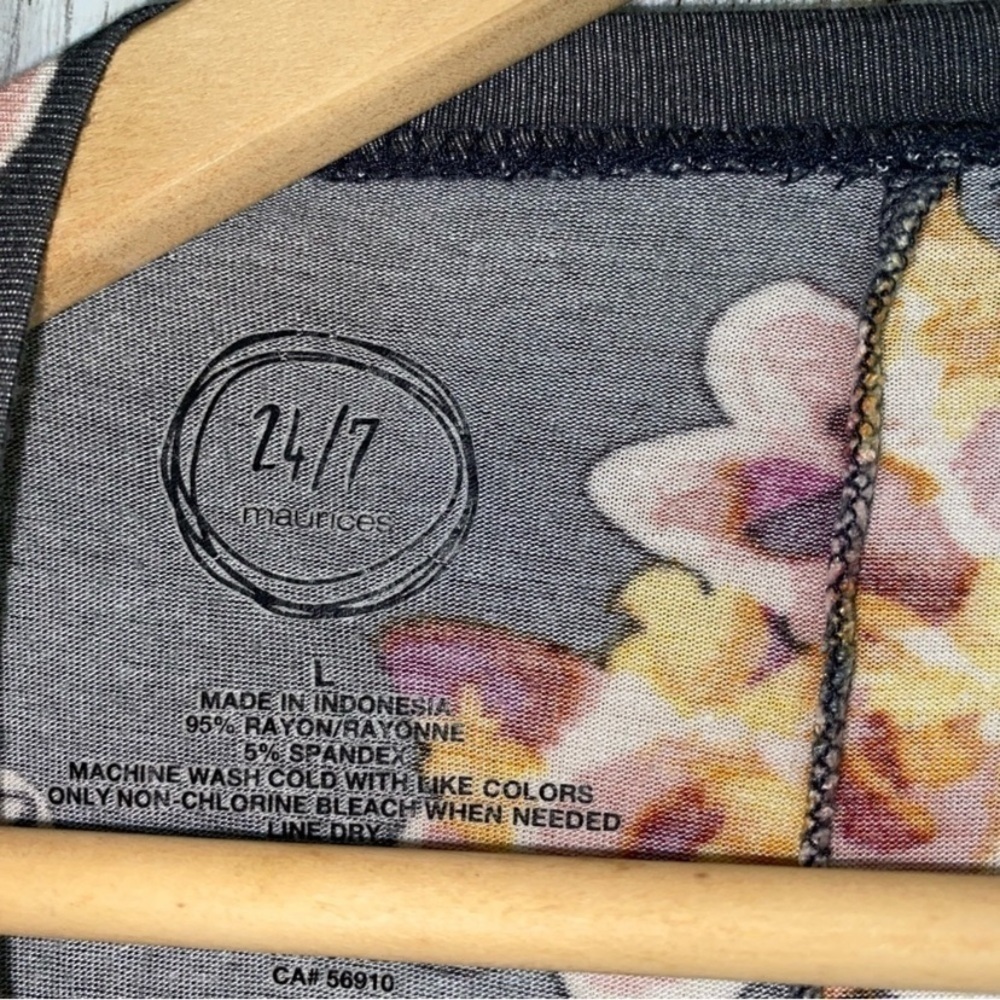 24/7
maurices
L
MADE IN INDONESIA
95% RAYON/RAYONNE
5% SPANDEX
MACHINE WASH COLD WITH LIKE COLORS
ONLY NON-CHLORINE BLEACH WHEN NEEDED
LINE DRY
CA# 56910